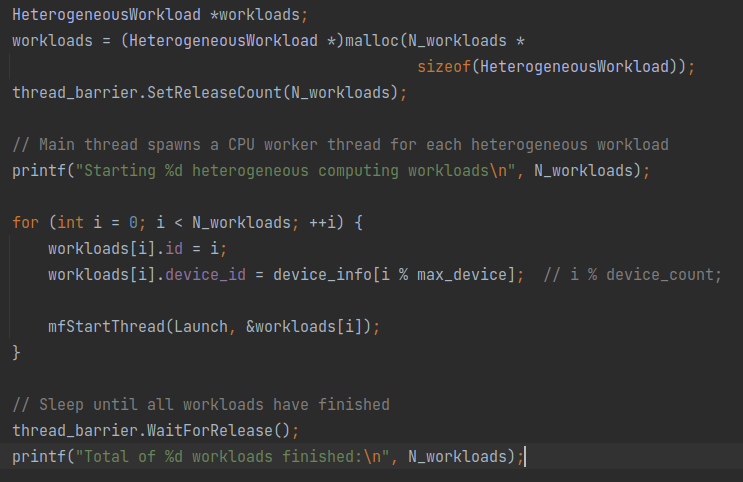 HeterogeneousWorkload *workloads;
workloads = (HeterogeneousWorkload *)malloc(N_workloads *
sizeof(HeterogeneousWorkload));
thread_barrier.SetReleaseCount(N_workloads);
// Main thread spawns a CPU worker thread for each heterogeneous workload
printf("Starting %d heterogeneous computing workloads\n", N_workloads);
for (int i = 0; i < N_workloads; ++i) {
workloads[i].id = i;
workloads[i].device_id = device_info[i % max_device];  // i % device_count;
mfStartThread(Launch, &workloads[i]);
}
// Sleep until all workloads have finished
thread_barrier.WaitForRelease();
printf("Total of %d workloads finished:\n", N_workloads);